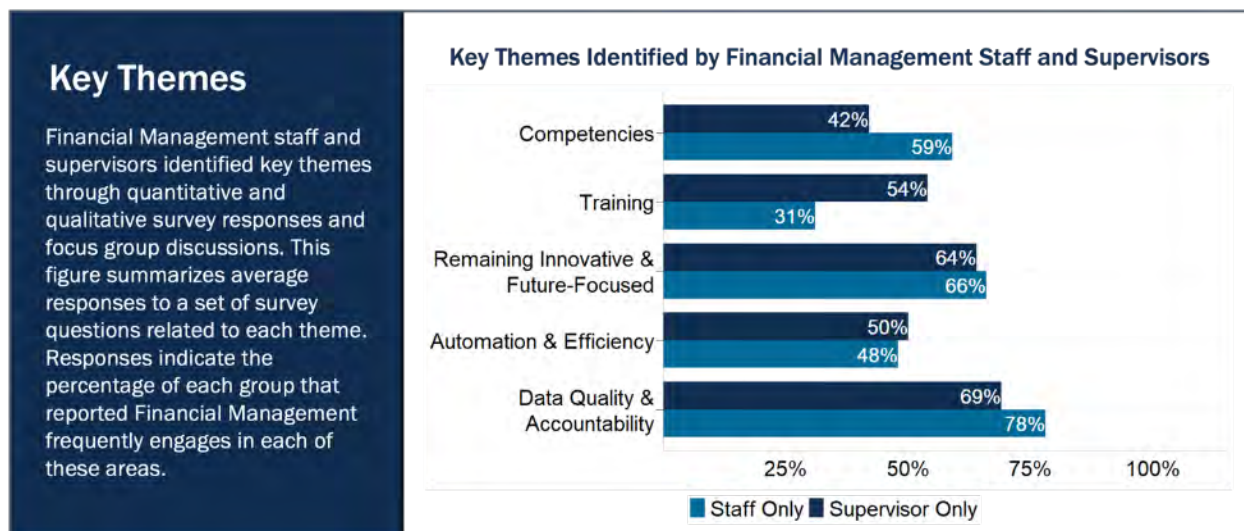 Key Themes
Financial Management staff and
supervisors identified key themes
through quantitative and
qualitative survey responses and
focus group discussions. This
figure summarizes average
responses to a set of survey
questions related to each theme.
Responses indicate the
percentage of each group that
reported Financial Management
frequently engages in each of
these areas.
Key Themes Identified by Financial Management Staff and Supervisors
Competencies
42%
59%
Training
54%
31%
Remaining Innovative &
Future-Focused
64%
66%
Automation & Efficiency
50%
48%
Data Quality &
Accountability
69%
78%
25% 50% 75% 100%
Staff Only Supervisor Only